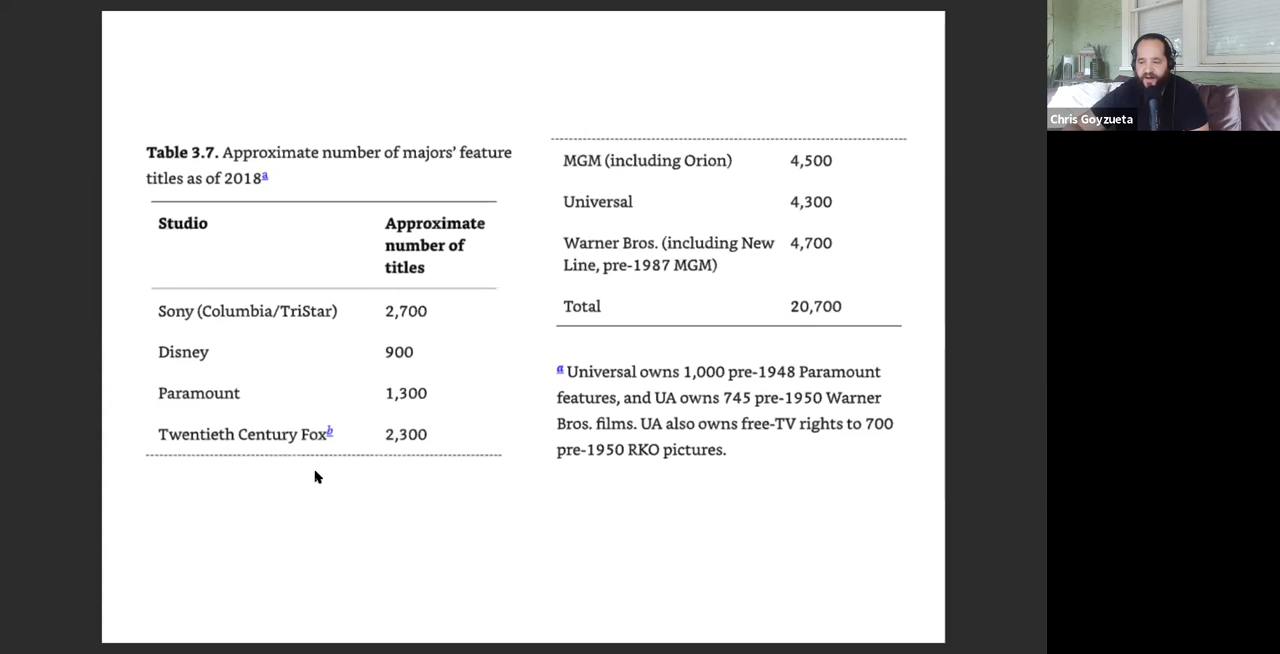 Table 3.7. Approximate number of majors’ feature
titles as of 2018a
Studio
Approximate
number of
titles
Sony (Columbia/TriStar) 2,700
Disney 900
Paramount 1,300
Twentieth Century Foxb 2,300
MGM (including Orion) 4,500
Universal 4,300
Warner Bros. (including New 4,700
Line, pre-1987 MGM)
Total 20,700
a Universal owns 1,000 pre-1948 Paramount
features, and UA owns 745 pre-1950 Warner
Bros. films. UA also owns free-TV rights to 700
pre-1950 RKO pictures.
Chris Goyzueta